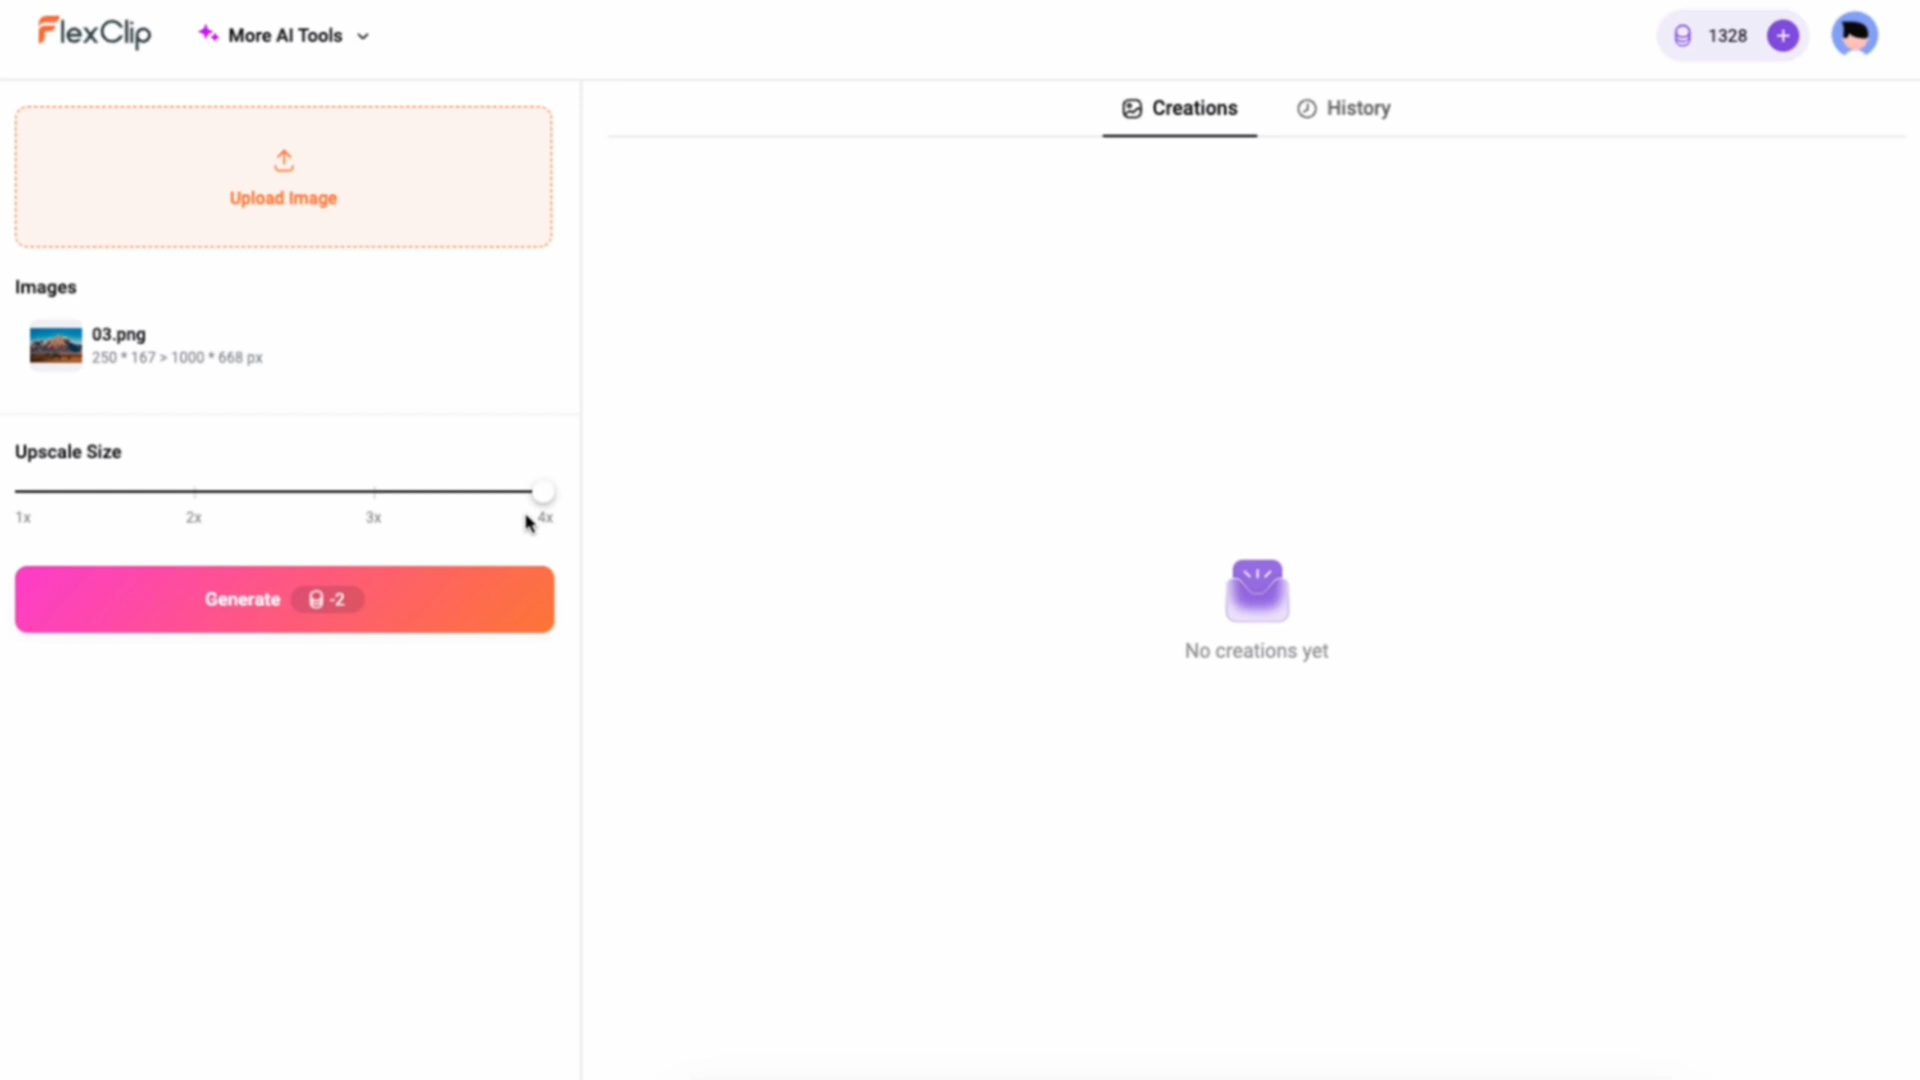 FlexClip
More AI Tools
1328
Upload Image
Images
03.png
250 * 167 > 1000 * 668 px
Upscale Size
1x 2x 3x 4x
Generate -2
Creations History
No creations yet